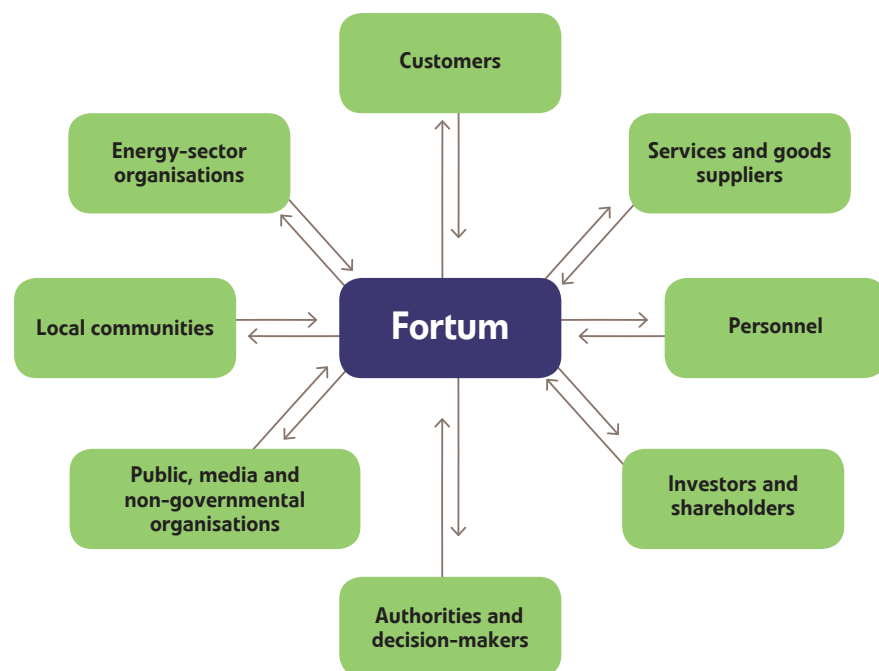 Customers
Energy-sector
organisations
Services and goods
suppliers
Local communities
Fortum
Personnel
Public, media and
non-governmental
organisations
Investors and
shareholders
Authorities and
decision-makers